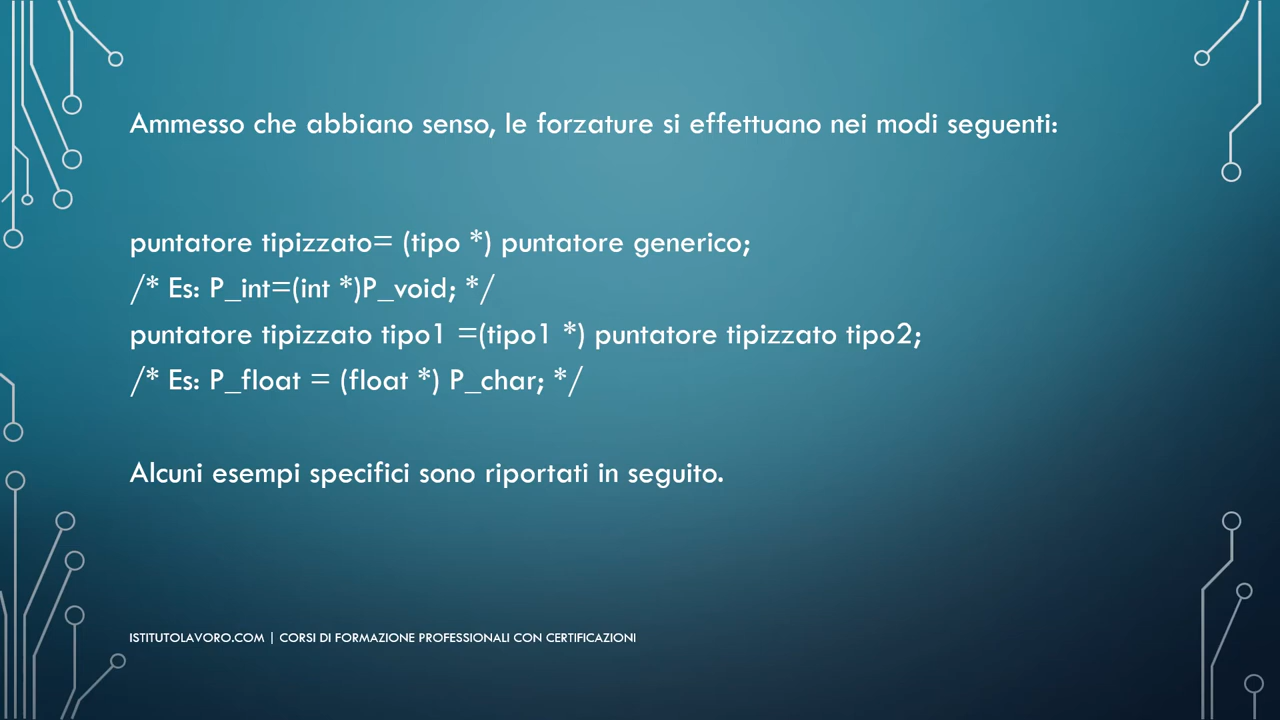 Ammesso che abbiano senso, le forzature si effettuano nei modi seguenti:
puntatore tipizzato= (tipo *) puntatore generico;
/* Es: P_int=(int *)P_void; */
puntatore tipizzato tipo1 =(tipo1 *) puntatore tipizzato tipo2;
/* Es: P_float = (float *) P_char; */
Alcuni esempi specifici sono riportati in seguito.
ISTITUTOLAVORO.COM | CORSI DI FORMAZIONE PROFESSIONALI CON CERTIFICAZIONI